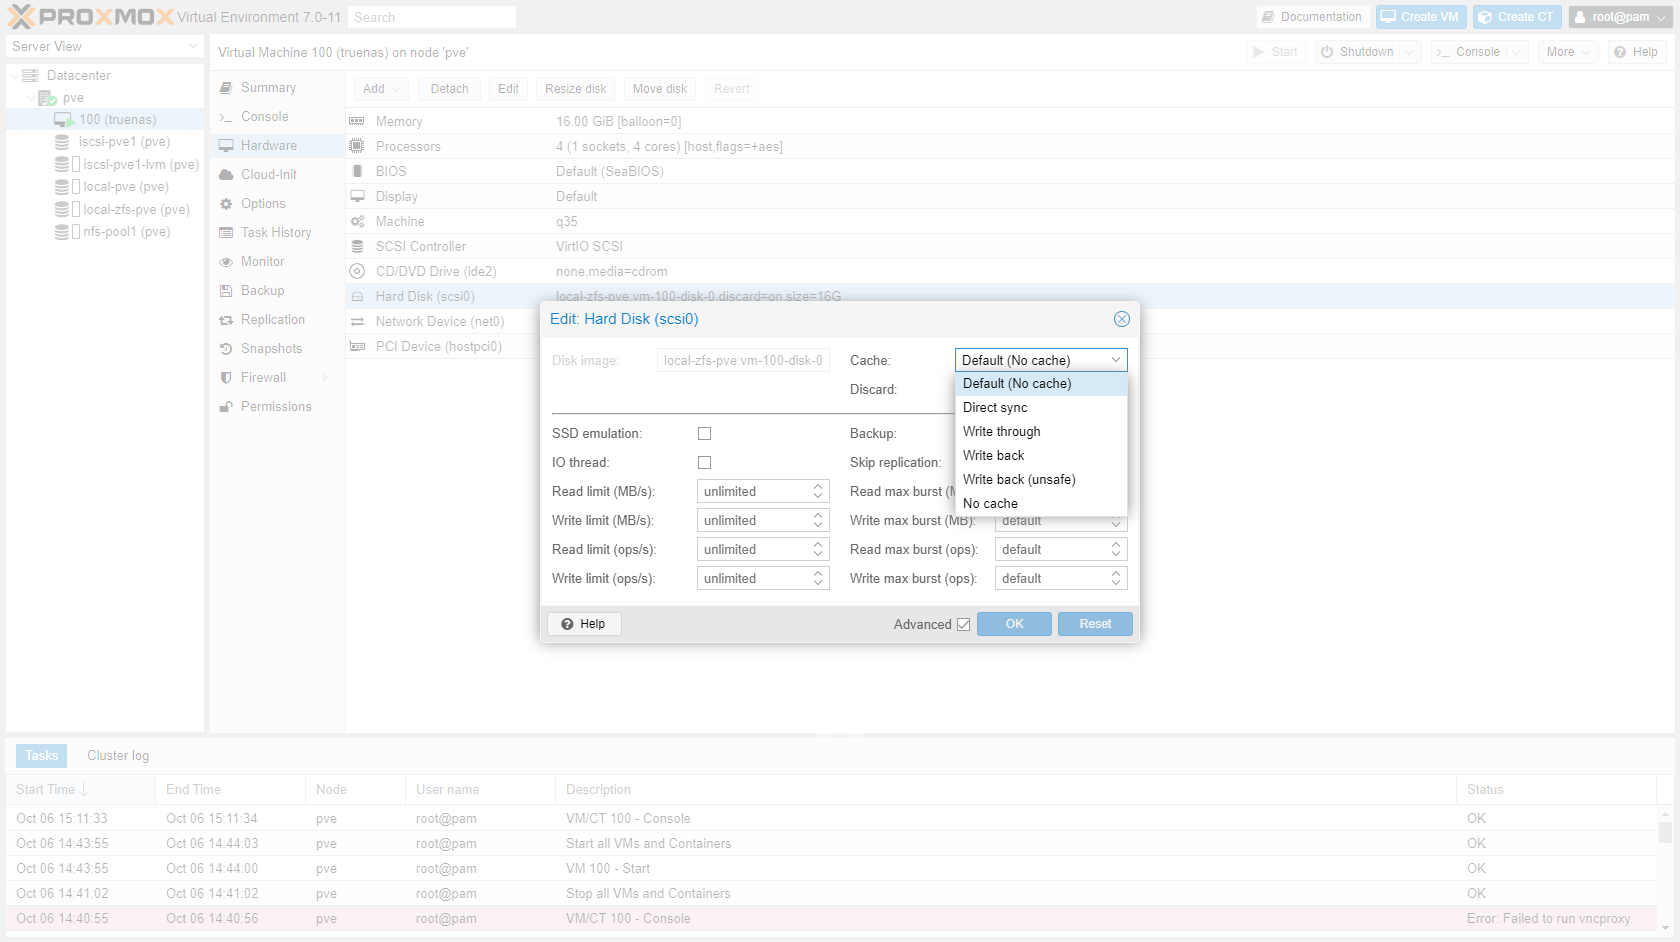 PROXMOX Virtual Environment 7.0-11 Search Documentation Create VM Create CT root@pam
Server View
Virtual Machine 100 (truenas) on node 'pve' Start Shutdown Console More Help
Datacenter
pve
100 (truenas)
iscsi-pve1 (pve)
iscsi-pve1-lvm (pve)
local-pve (pve)
local-zfs-pve (pve)
nfs-pool1 (pve)
Summary
Console
Hardware
Cloud-Init
Options
Task History
Monitor
Backup
Replication
Snapshots
Firewall
Permissions
Add Detach Edit Resize disk Move disk Revert
Memory 16.00 GiB [balloon=0]
Processors 4 (1 sockets, 4 cores) [host,flags=+aes]
BIOS Default (SeaBIOS)
Display Default
Machine q35
SCSI Controller VirtIO SCSI
CD/DVD Drive (ide2) none,media=cdrom
Hard Disk (scsi0) local-zfs-pve:vm-100-disk-0,discard=on,size=16G
Network Device (net0)
PCI Device (hostpci0)
Edit: Hard Disk (scsi0)
Disk image: local-zfs-pve:vm-100-disk-0
Cache: Default (No cache)
Discard:
Default (No cache)
Direct sync
Write through
Write back
Write back (unsafe)
No cache
SSD emulation: Backup:
IO thread: Skip replication:
Read limit (MB/s): unlimited Read max burst
Write limit (MB/s): unlimited Write max burst (MB): default
Read limit (ops/s): unlimited Read max burst (ops): default
Write limit (ops/s): unlimited Write max burst (ops): default
Help Advanced OK Reset
Tasks Cluster log
Start Time End Time Node User name Description Status
Oct 06 15:11:33 Oct 06 15:11:34 pve root@pam VM/CT 100 - Console OK
Oct 06 14:43:55 Oct 06 14:44:03 pve root@pam Start all VMs and Containers OK
Oct 06 14:43:55 Oct 06 14:44:00 pve root@pam VM 100 - Start OK
Oct 06 14:41:02 Oct 06 14:41:02 pve root@pam Stop all VMs and Containers OK
Oct 06 14:40:55 Oct 06 14:40:56 pve root@pam VM/CT 100 - Console Error: Failed to run vncproxy.